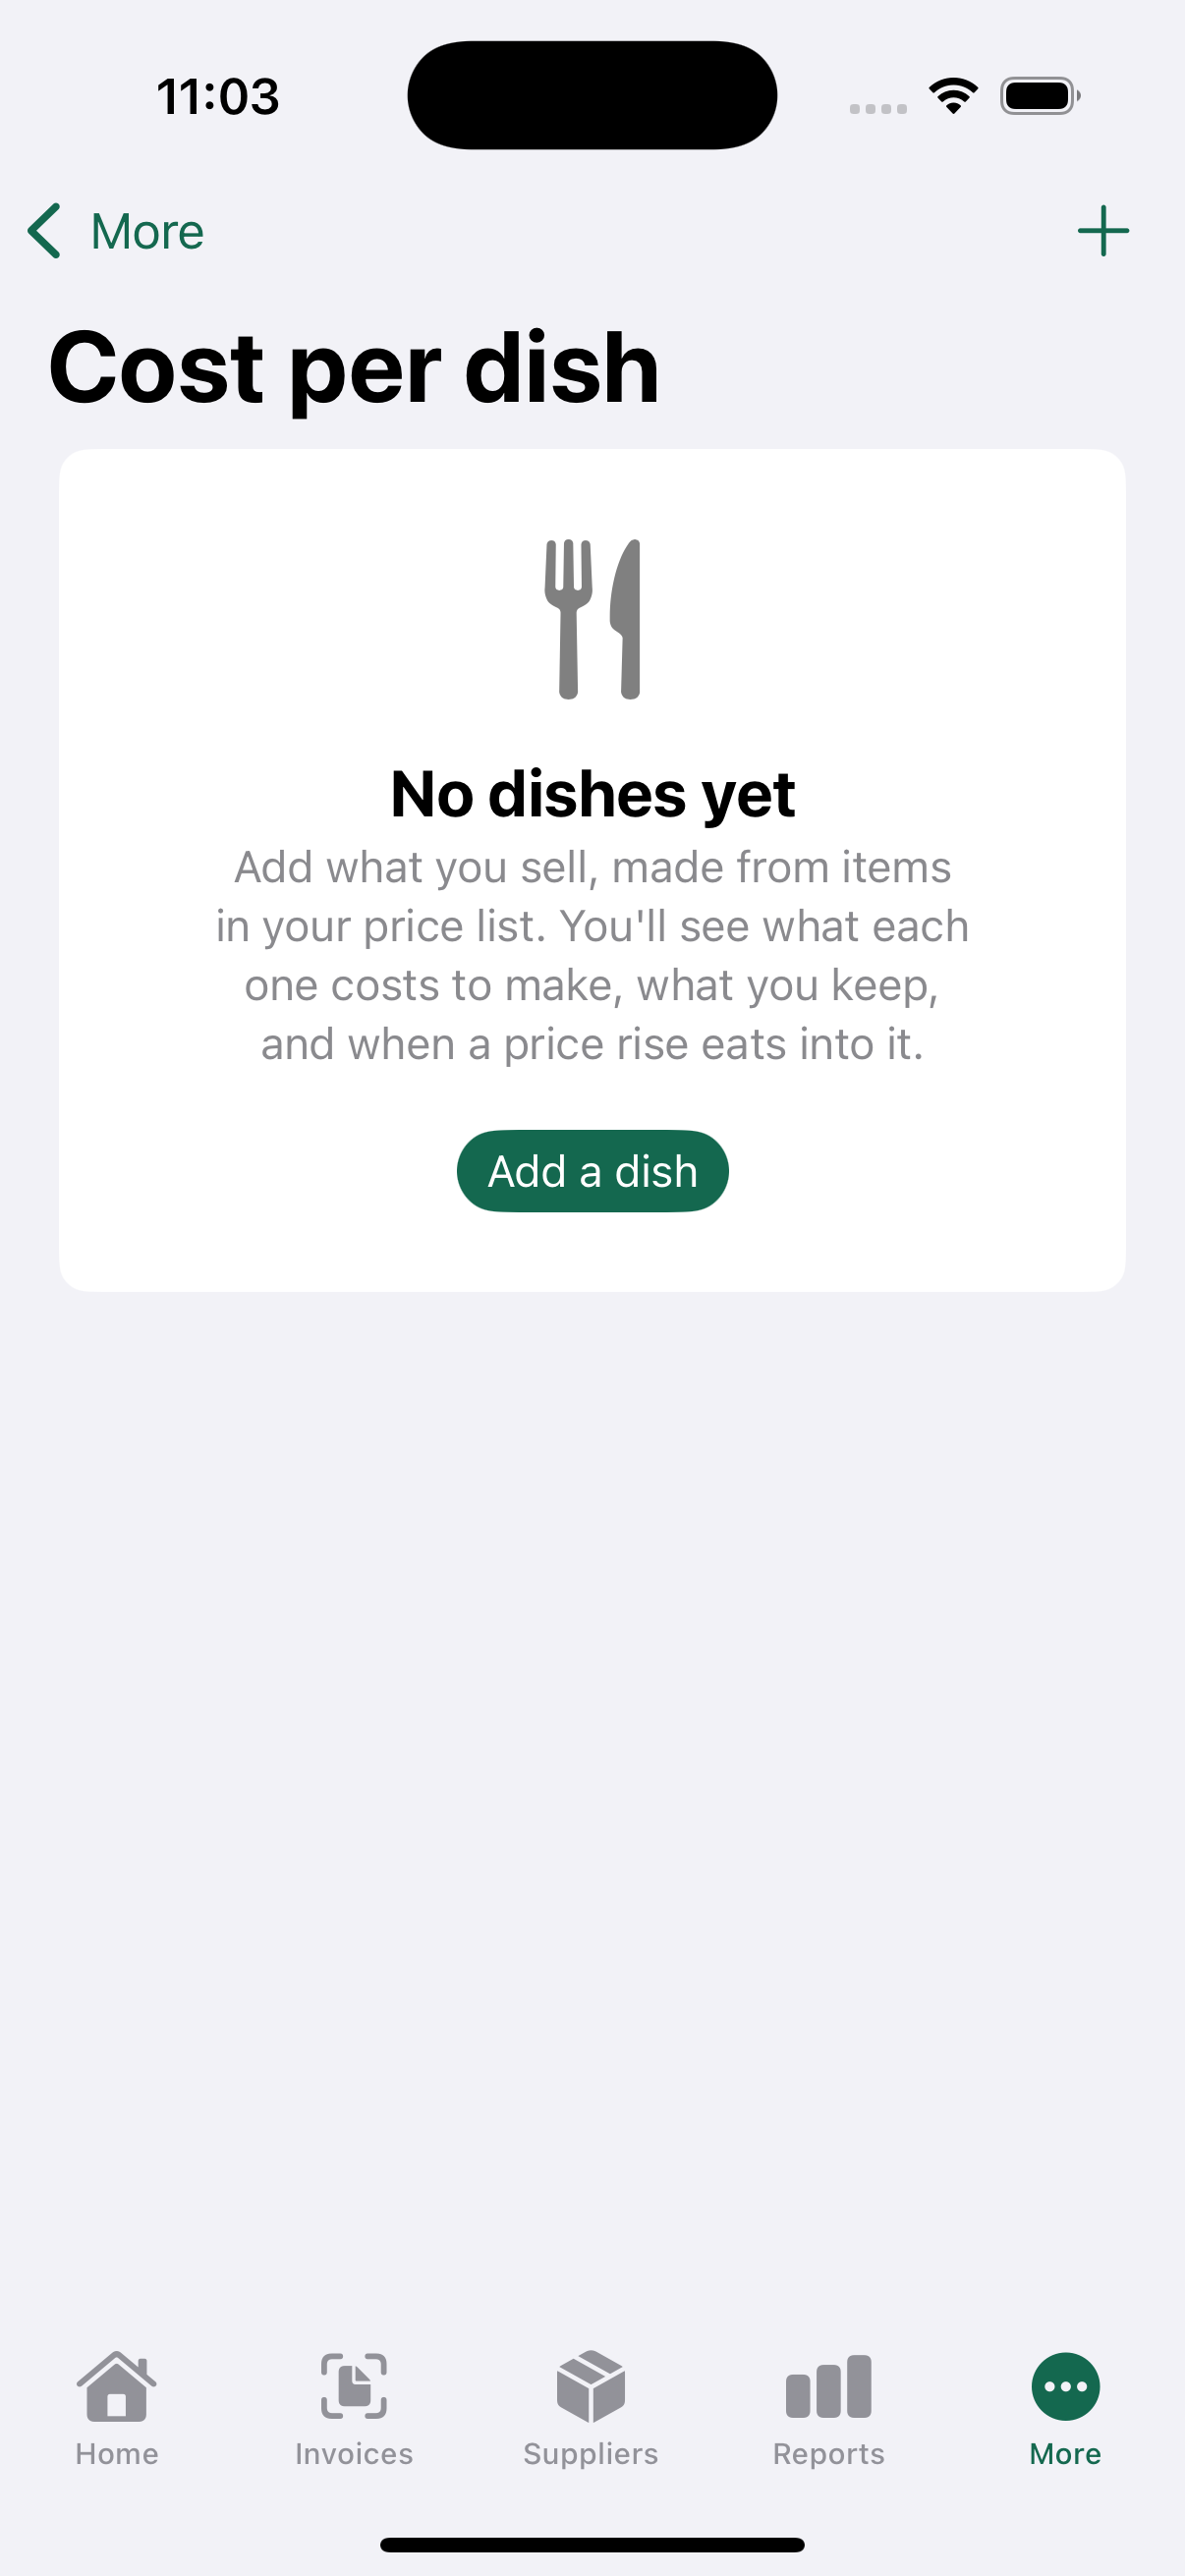 11:03
More
Cost per dish
No dishes yet
Add what you sell, made from items
in your price list. You'll see what each
one costs to make, what you keep,
and when a price rise eats into it.
Add a dish
Home
Invoices
Suppliers
Reports
More